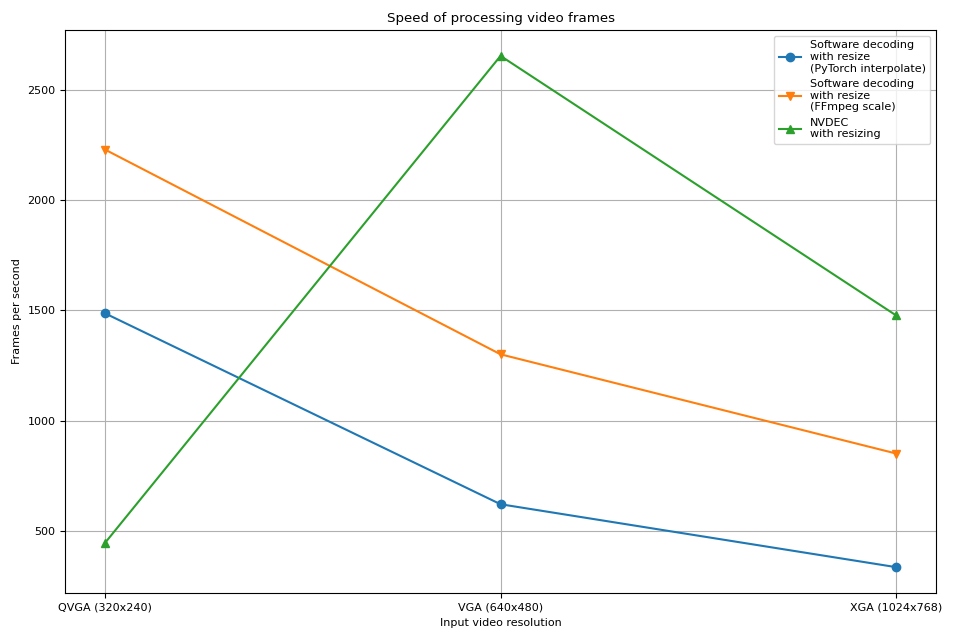 Speed of processing video frames
Software decoding
with resize
(PyTorch interpolate)
Software decoding
with resize
(FFmpeg scale)
NVDEC
with resizing
Frames per second
2500
2000
1500
1000
500
QVGA (320x240)
VGA (640x480)
XGA (1024x768)
Input video resolution